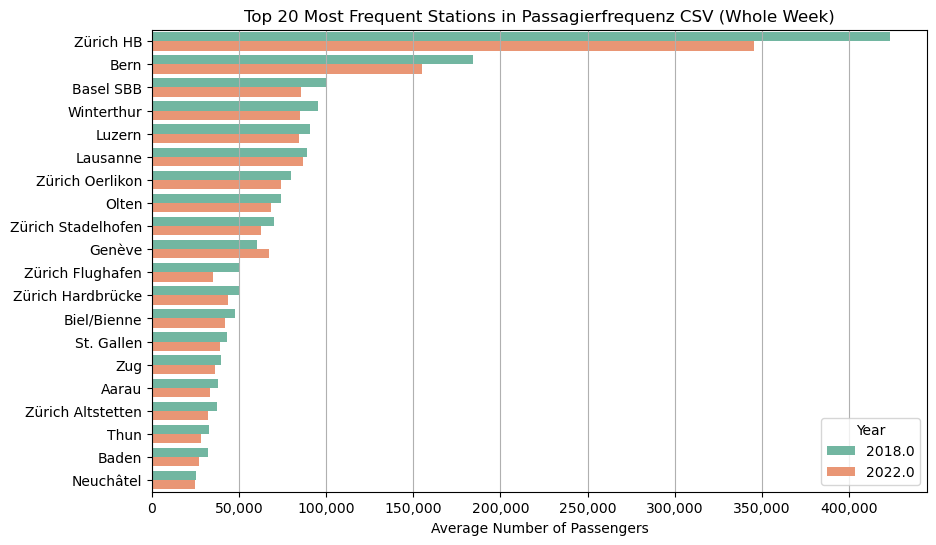 Top 20 Most Frequent Stations in Passagierfrequenz CSV (Whole Week)
Zürich HB
Bern
Basel SBB
Winterthur
Luzern
Lausanne
Zürich Oerlikon
Olten
Zürich Stadelhofen
Genève
Zürich Flughafen
Zürich Hardbrücke
Biel/Bienne
St. Gallen
Zug
Aarau
Zürich Altstetten
Thun
Baden
Neuchâtel
Year
2018.0
2022.0
0 50,000 100,000 150,000 200,000 250,000 300,000 350,000 400,000
Average Number of Passengers